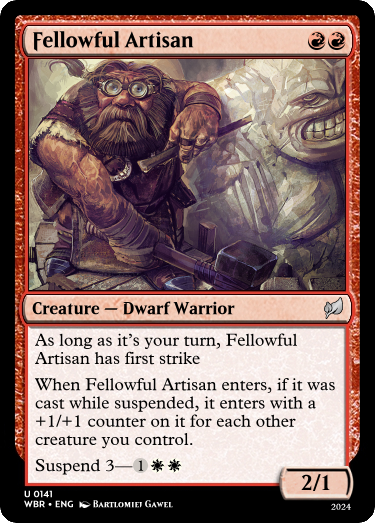 Fellowful Artisan
Creature — Dwarf Warrior
As long as it's your turn, Fellowful
Artisan has first strike
When Fellowful Artisan enters, if it was
cast while suspended, it enters with a
+1/+1 counter on it for each other
creature you control.
Suspend 3—1
2/1
U 0141
WBR • ENG Bartlomiej Gawel
2024